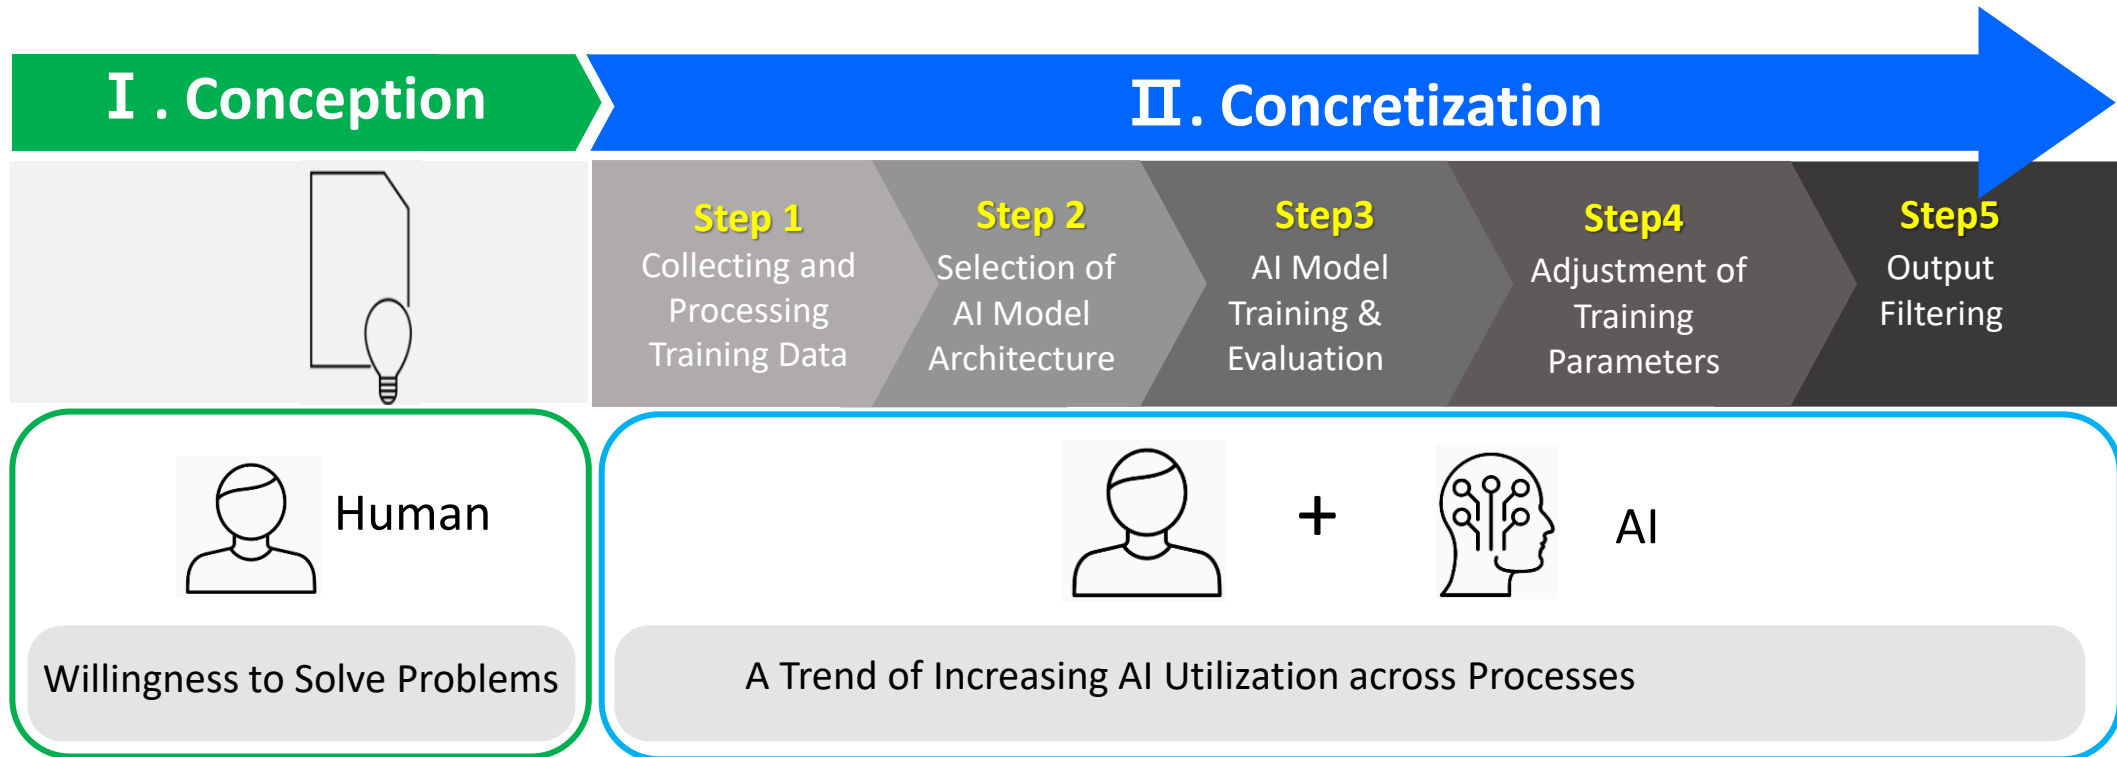 Ⅰ . Conception
Ⅱ. Concretization
Step 1
Collecting and
Processing
Training Data
Step 2
Selection of
AI Model
Architecture
Step3
AI Model
Training &
Evaluation
Step4
Adjustment of
Training
Parameters
Step5
Output
Filtering
Human
+
AI
Willingness to Solve Problems
A Trend of Increasing AI Utilization across Processes